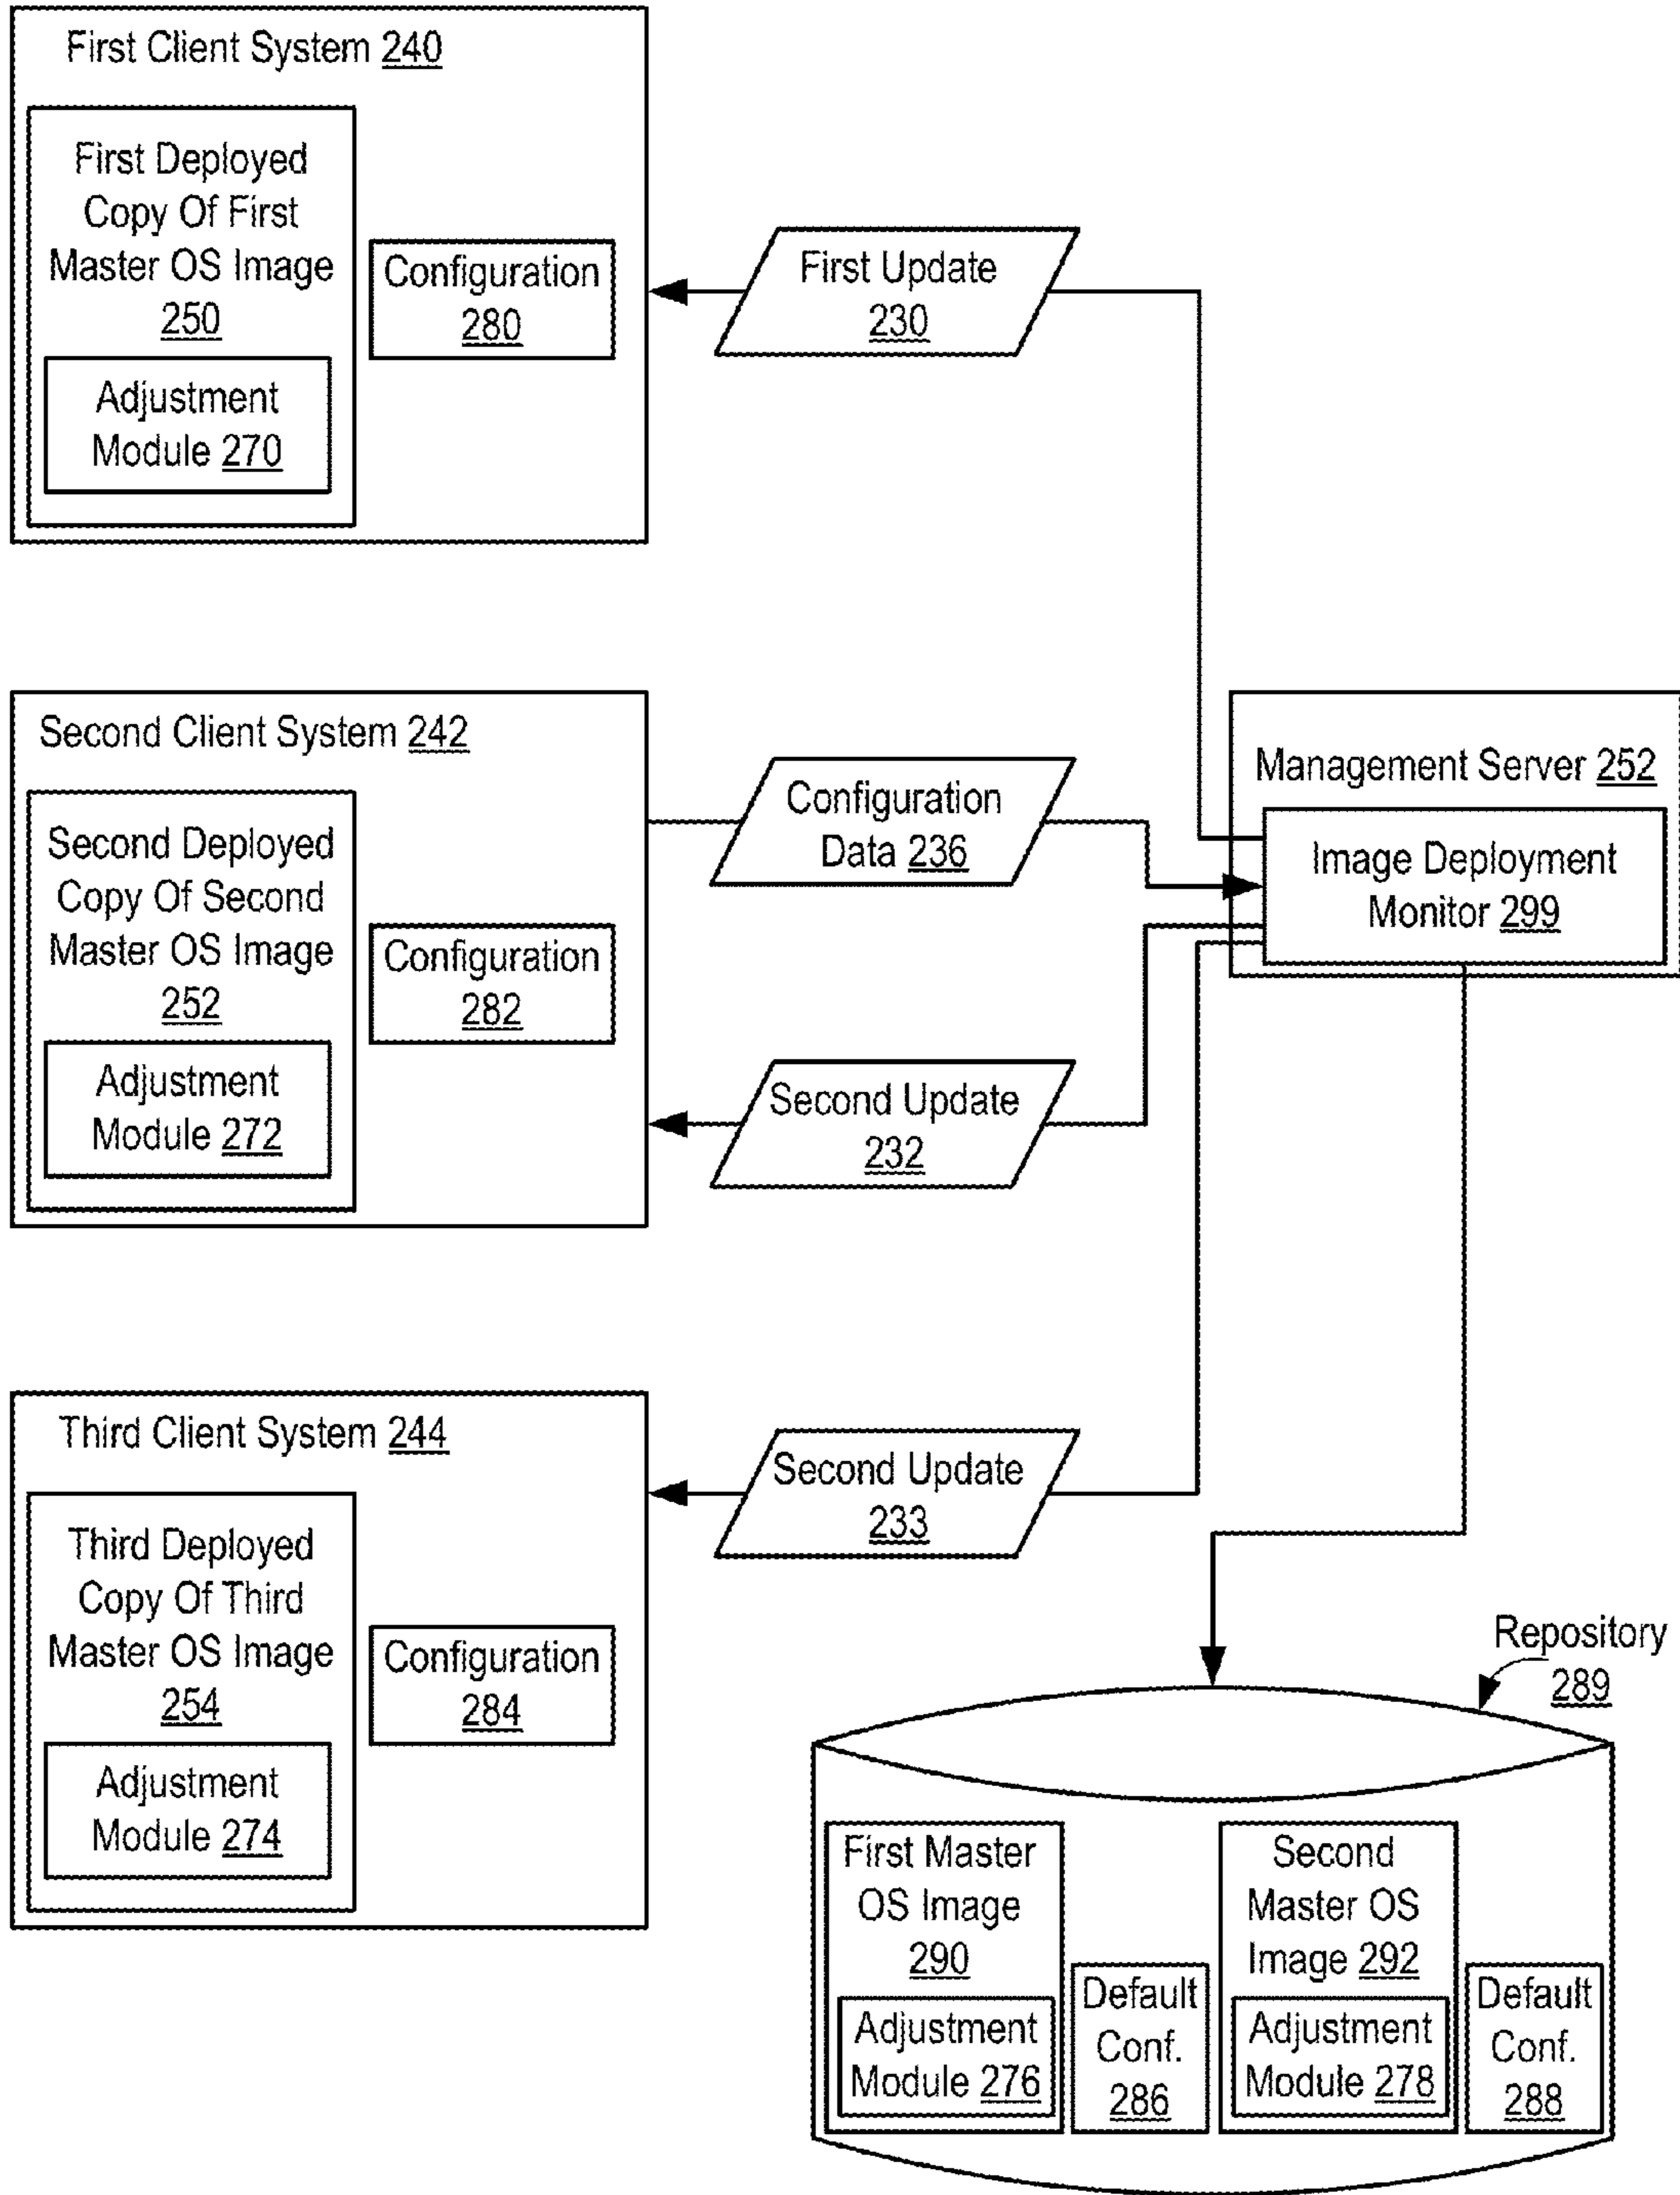 First Client System 240
First Deployed
Copy Of First
Master OS Image
250
Adjustment
Module 270
Configuration
280
First Update
230
Second Client System 242
Second Deployed
Copy Of Second
Master OS Image
252
Adjustment
Module 272
Configuration
282
Configuration
Data 236
Second Update
232
Management Server 252
Image Deployment
Monitor 299
Third Client System 244
Third Deployed
Copy Of Third
Master OS Image
254
Adjustment
Module 274
Configuration
284
Second Update
233
Repository
289
First Master
OS Image
290
Adjustment
Module 276
Default
Conf.
286
Second
Master OS
Image 292
Adjustment
Module 278
Default
Conf.
288